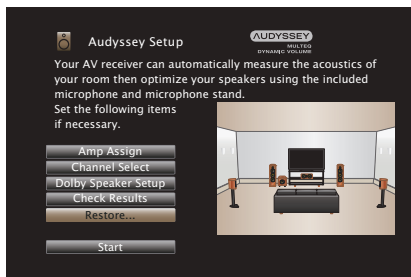 Audyssey Setup
AUDYSSEY
MULTEQ
DYNAMIC VOLUME
Your AV receiver can automatically measure the acoustics of
your room then optimize your speakers using the included
microphone and microphone stand.
Set the following items
if necessary.
Amp Assign
Channel Select
Dolby Speaker Setup
Check Results
Restore...
Start